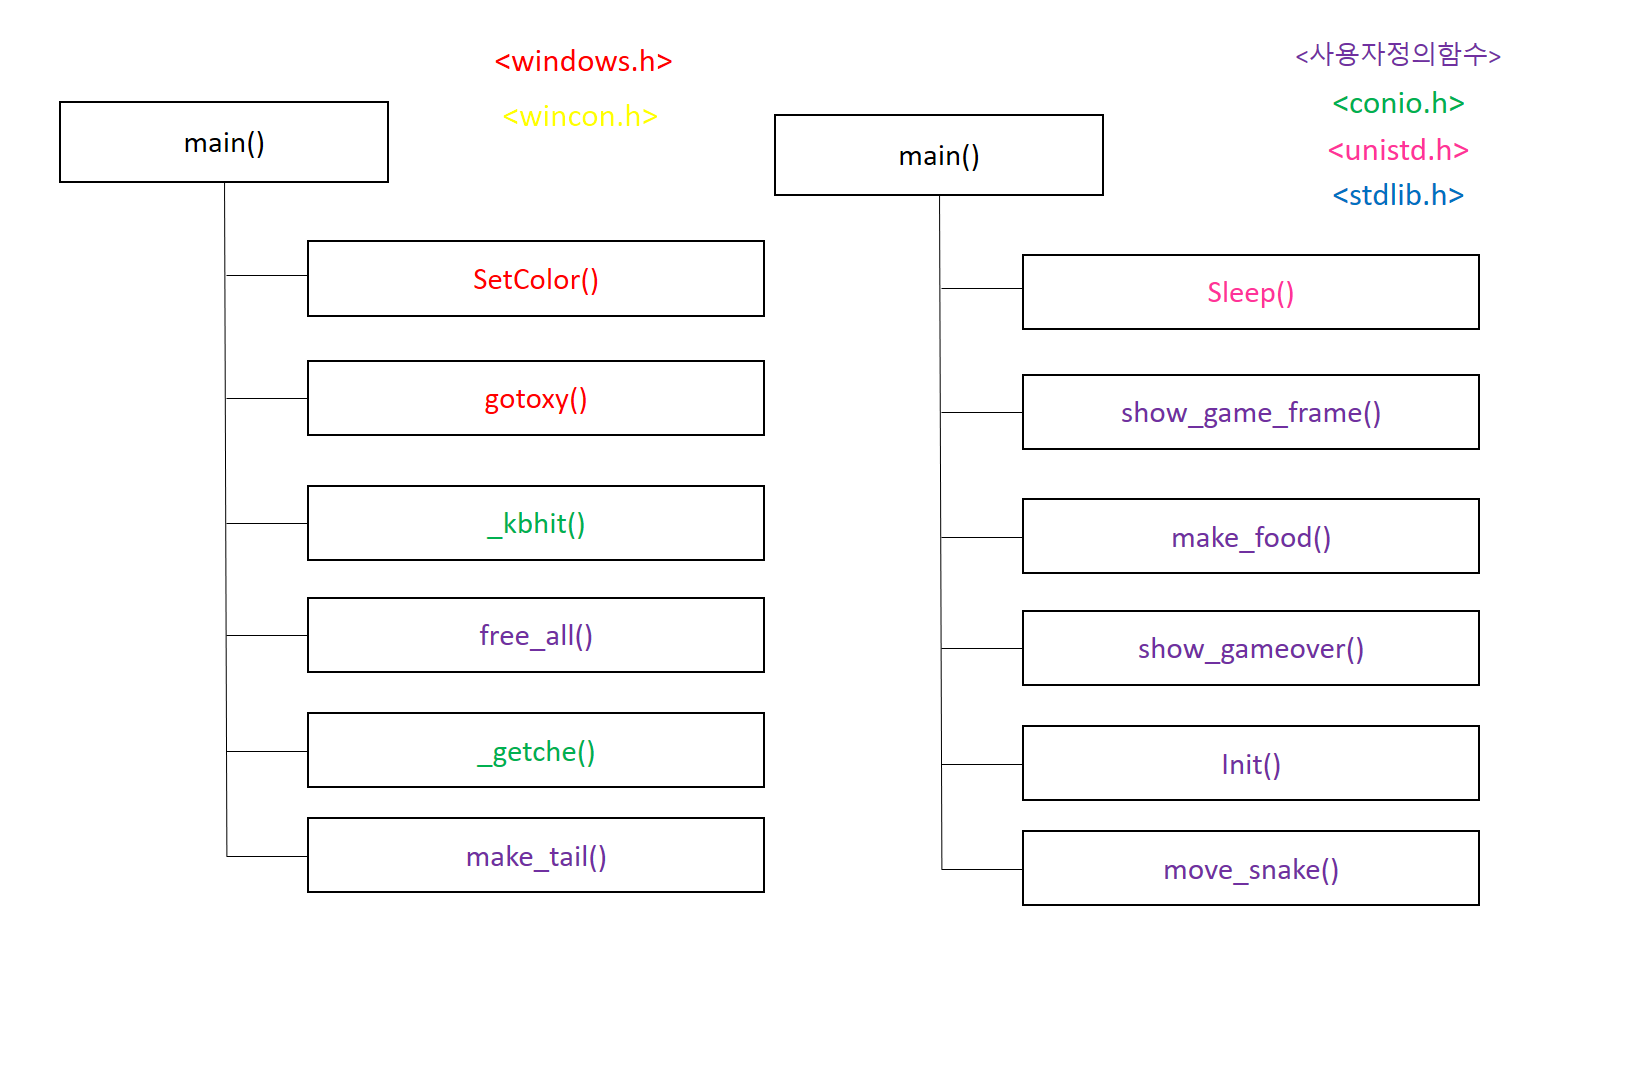 <windows.h>
<wincon.h>
main()
SetColor()
gotoxy()
_kbhit()
free_all()
_getche()
make_tail()
<사용자정의함수>
<conio.h>
<unistd.h>
<stdlib.h>
main()
Sleep()
show_game_frame()
make_food()
show_gameover()
Init()
move_snake()